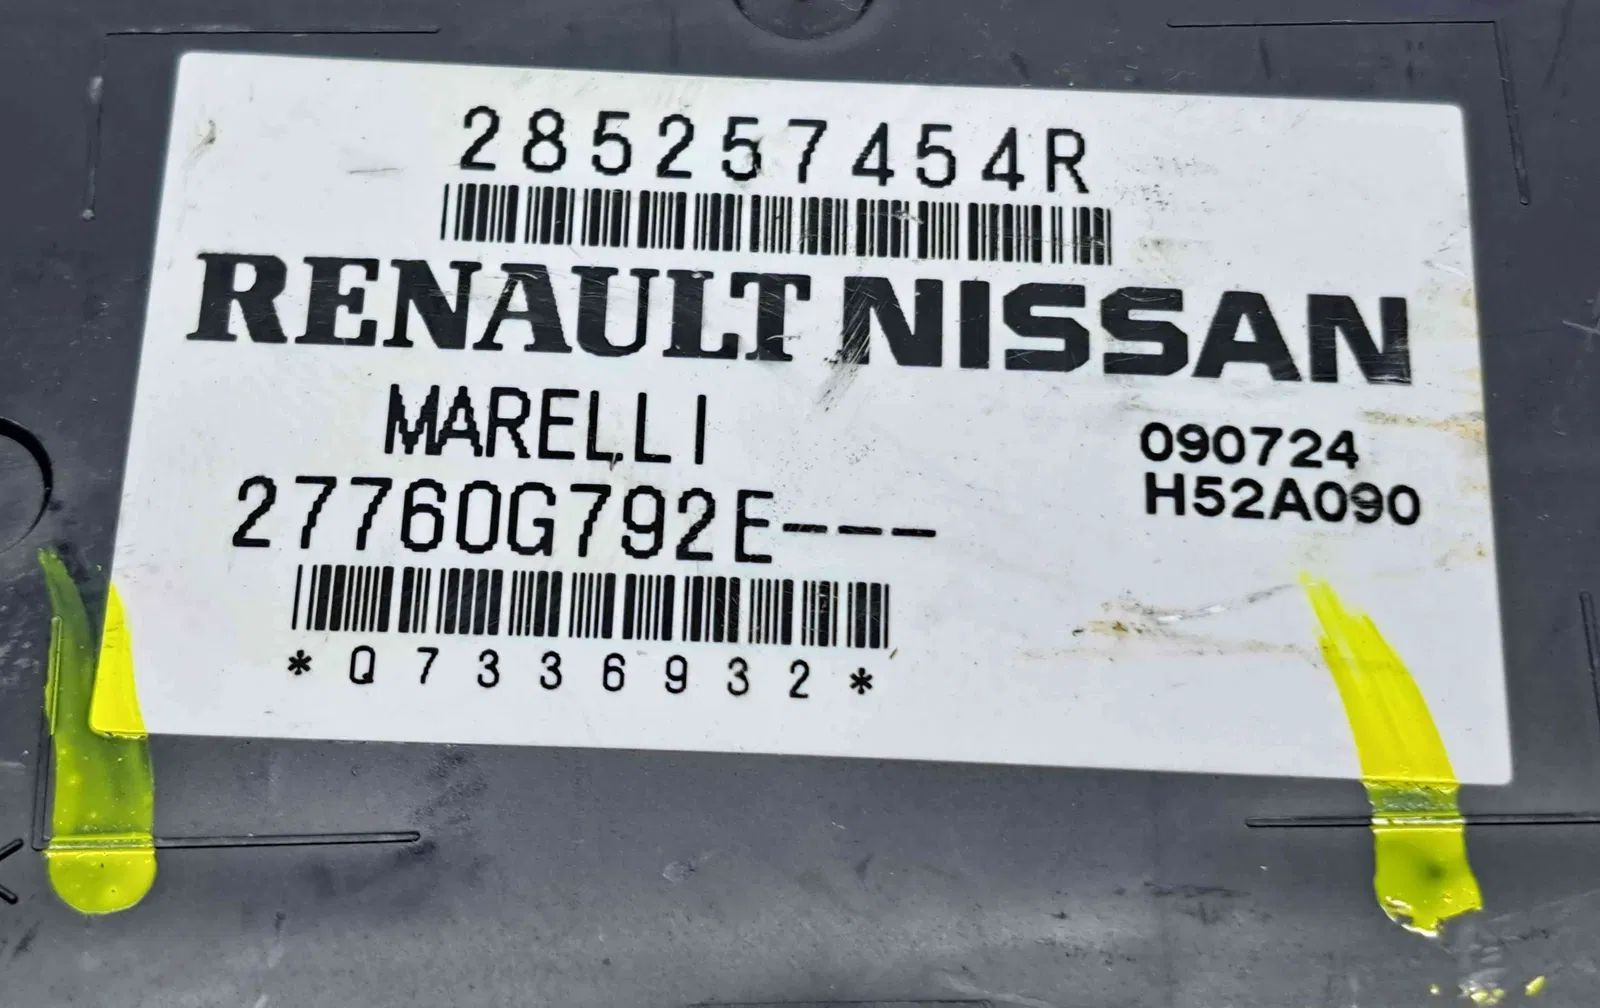 285257454R
RENAULT NISSAN
MARELLI
090724
27760G792E---
H52A090
*Q7336932*